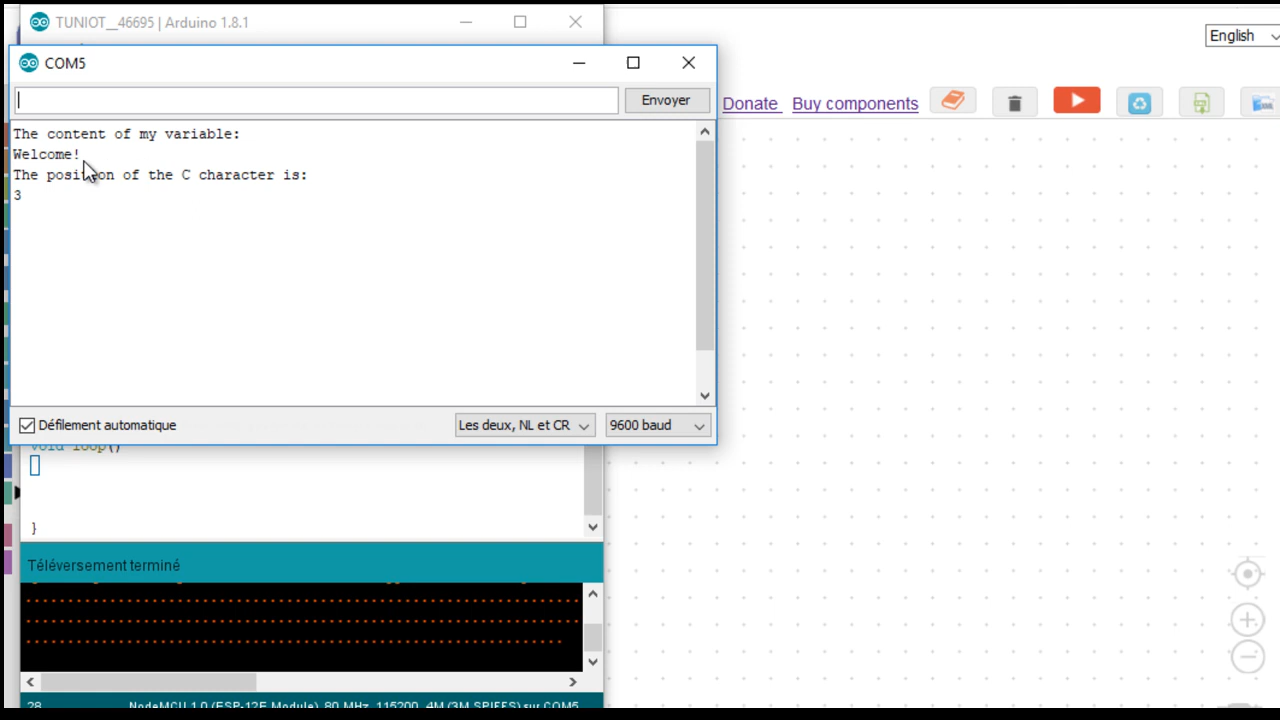 TUNIOT__46695 | Arduino 1.8.1
English
COM5
Envoyer
Donate Buy components
The content of my variable:
Welcome!
The position of the C character is:
3
Défilement automatique
Les deux, NL et CR
9600 baud
void loop()
}
Téléversement terminé
28
NodeMCU 1.0 (ESP-12E Module), 80 MHz, 115200, 4M (3M SPIFFS) sur COM5